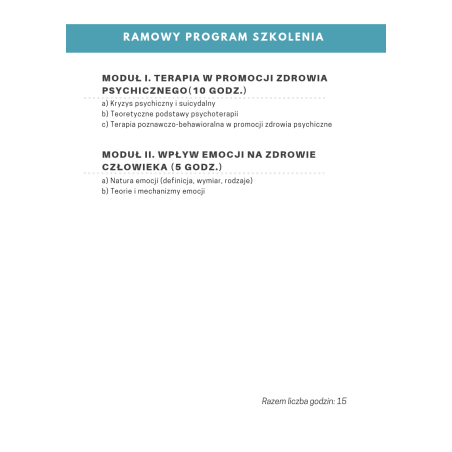 RAMOWY PROGRAM SZKOLENIA
MODUŁ I. TERAPIA W PROMOCJI ZDROWIA
PSYCHICZNEGO(10 GODZ.)
a) Kryzys psychiczny i suicydalny
b) Teoretyczne podstawy psychoterapii
c) Terapia poznawczo-behawioralna w promocji zdrowia psychiczne
MODUŁ II. WPŁYW EMOCJI NA ZDROWIE
CZŁOWIEKA (5 GODZ.)
a) Natura emocji (definicja, wymiar, rodzaje)
b) Teorie i mechanizmy emocji
Razem liczba godzin: 15